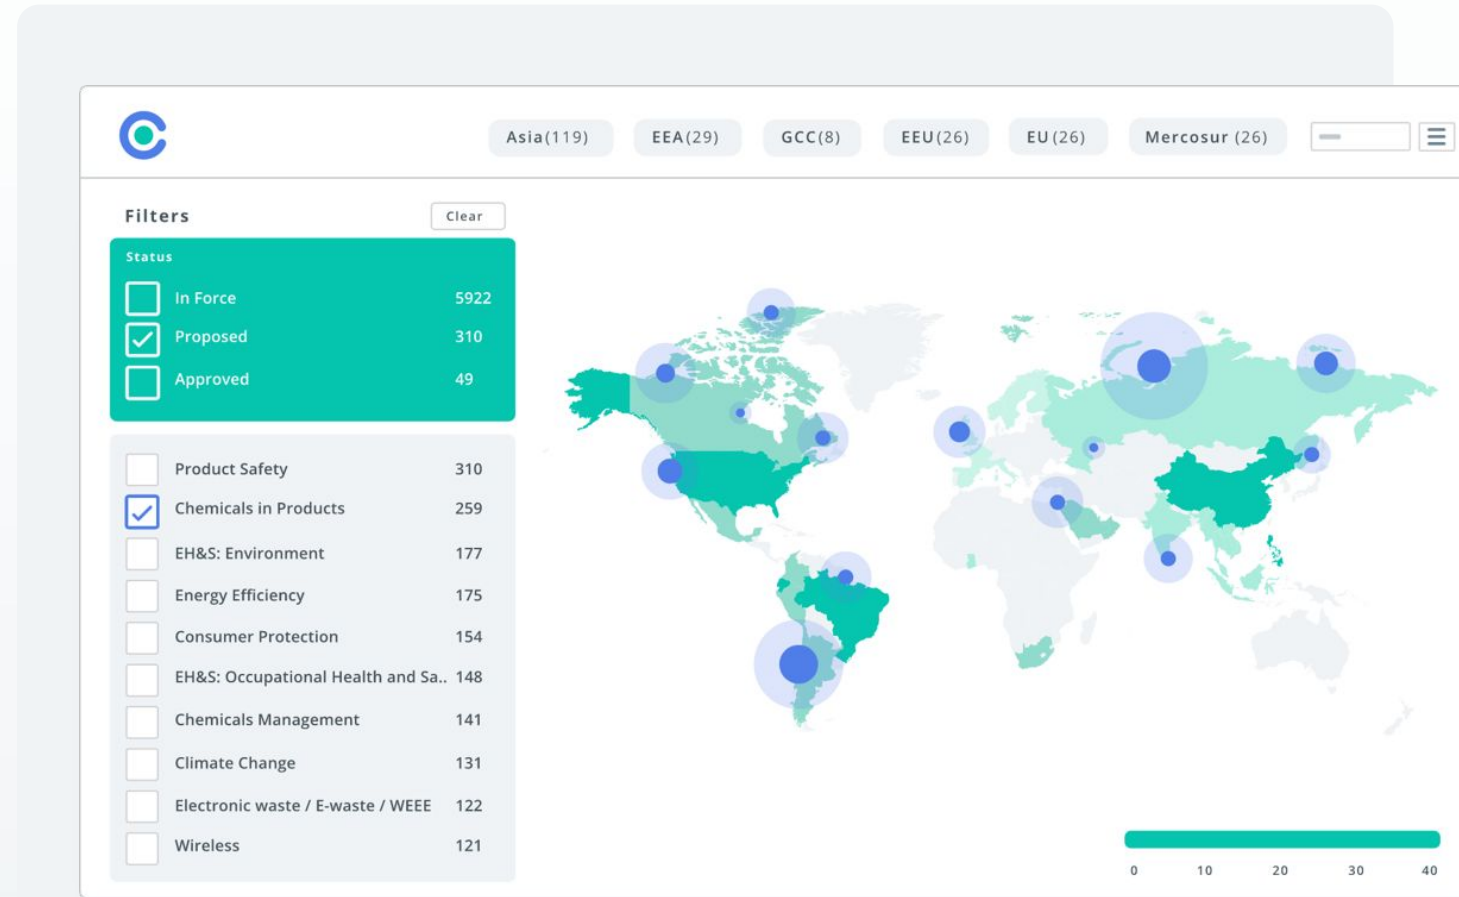 Asia(119) EEA(29) GCC(8) EEU(26) EU(26) Mercosur (26)
Filters Clear
Status
In Force 5922
Proposed 310
Approved 49
Product Safety 310
Chemicals in Products 259
EH&S: Environment 177
Energy Efficiency 175
Consumer Protection 154
EH&S: Occupational Health and Sa.. 148
Chemicals Management 141
Climate Change 131
Electronic waste / E-waste / WEEE 122
Wireless 121
0 10 20 30 40